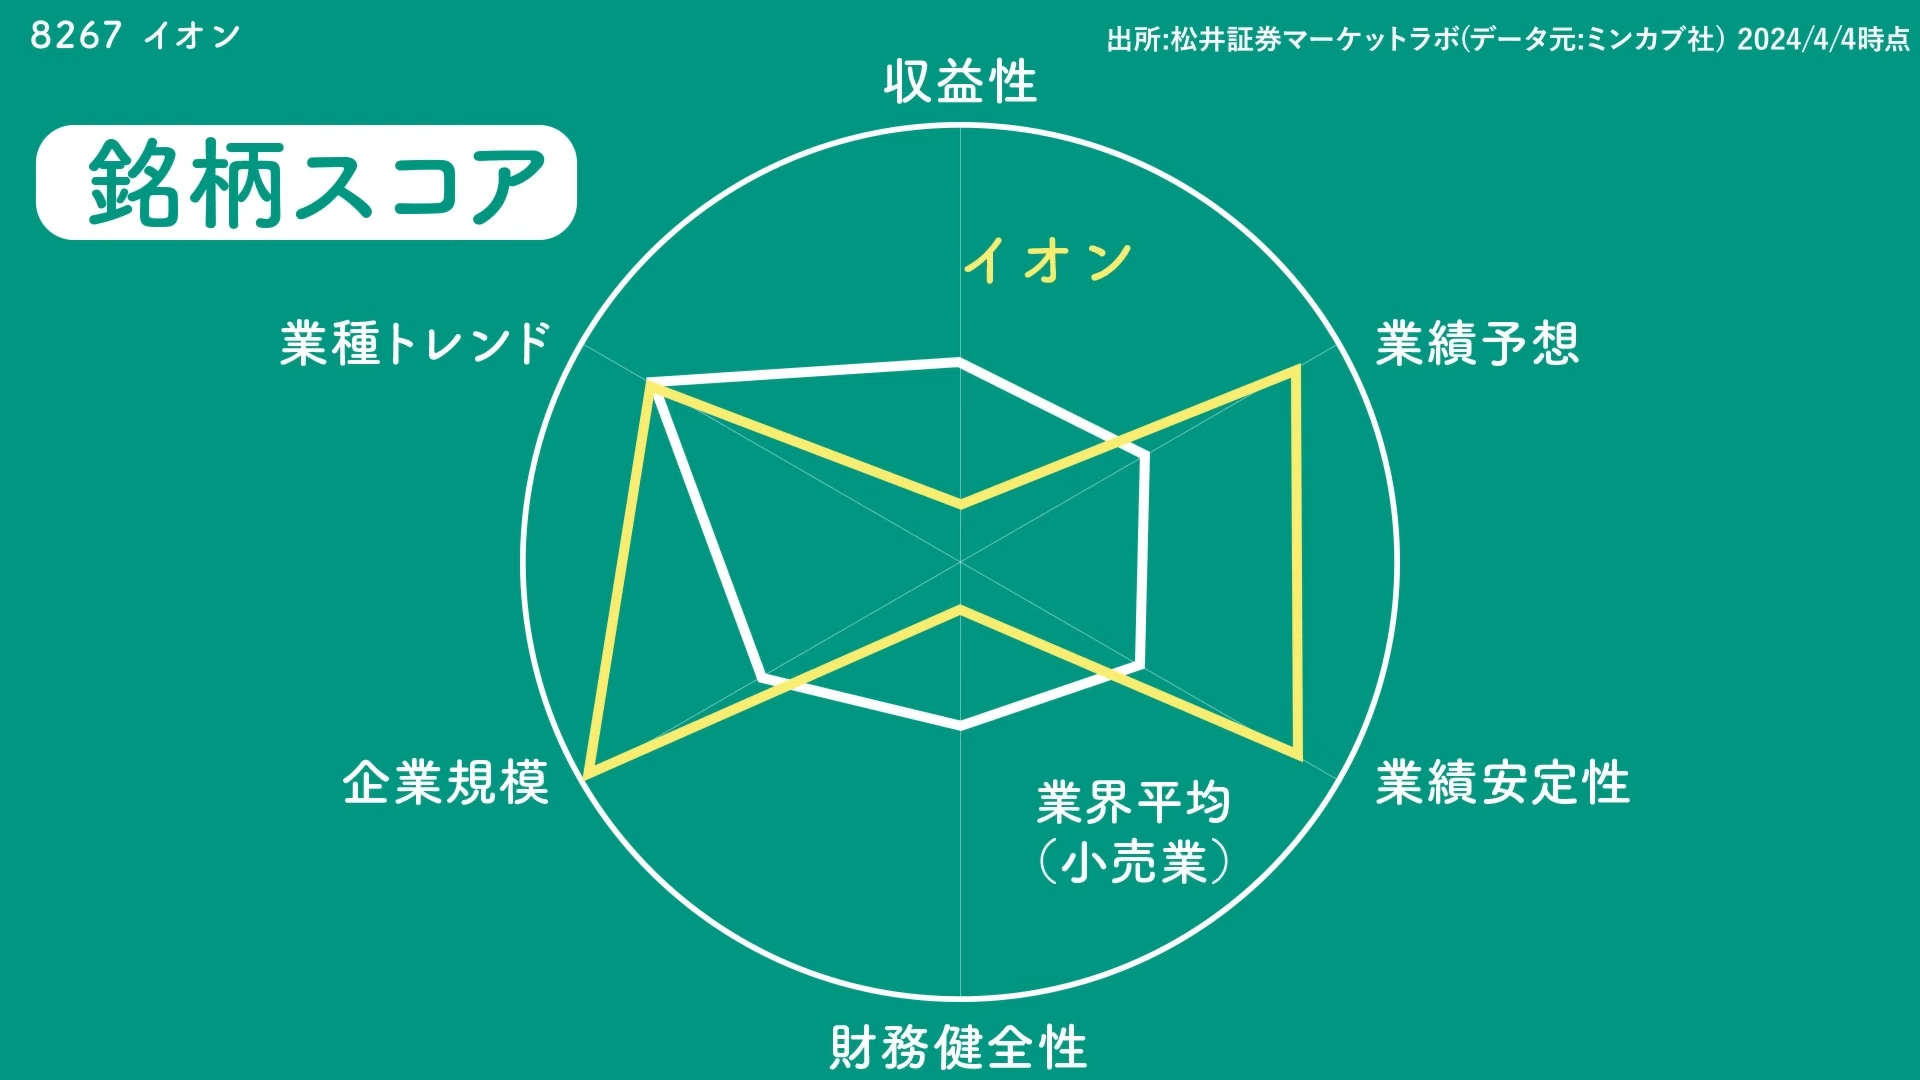 8267 イオン
出所:松井証券マーケットラボ(データ元:ミンカブ社) 2024/4/4時点
収益性
銘柄スコア
イオン
業種トレンド
業績予想
企業規模
業績安定性
業界平均
(小売業)
財務健全性